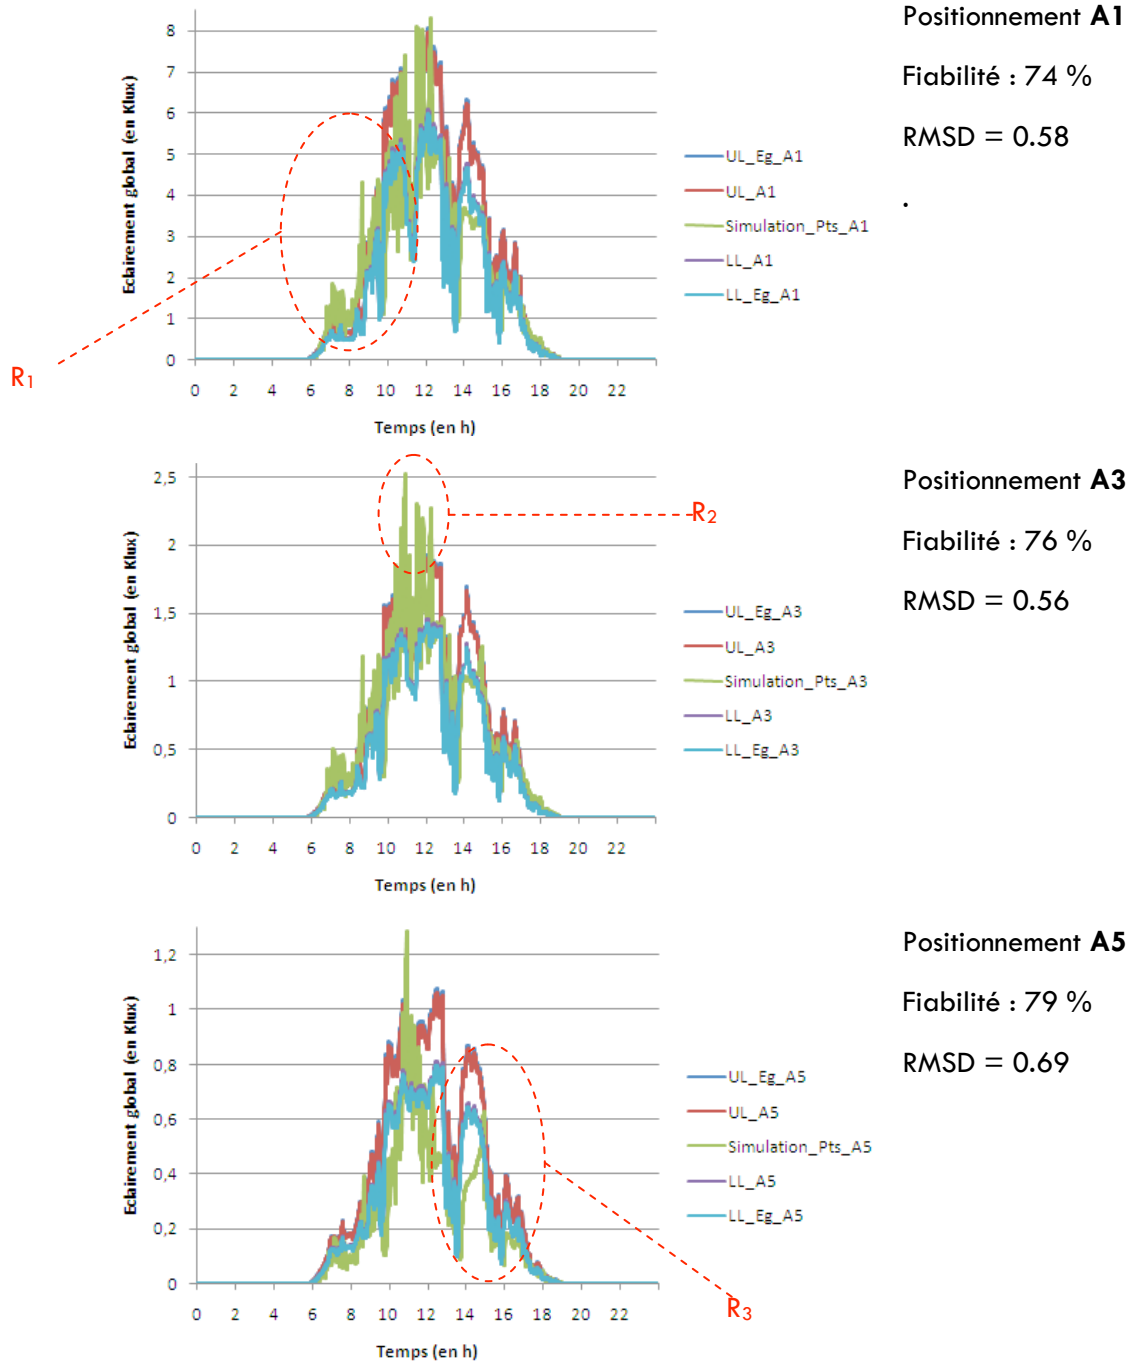 Positionnement A1
Fiabilité : 74 %
RMSD = 0.58
.
Eclairement global (en Klux)
8
7
6
5
4
3
2
1
0
0 2 4 6 8 10 12 14 16 18 20 22
Temps (en h)
UL_Eg_A1
UL_A1
Simulation_Pts_A1
LL_A1
LL_Eg_A1
R1
Positionnement A3
Fiabilité : 76 %
RMSD = 0.56
Eclairement global (en Klux)
2,5
2
1,5
1
0,5
0
0 2 4 6 8 10 12 14 16 18 20 22
Temps (en h)
R2
UL_Eg_A3
UL_A3
Simulation_Pts_A3
LL_A3
LL_Eg_A3
Positionnement A5
Fiabilité : 79 %
RMSD = 0.69
Eclairement global (en Klux)
1,2
1
0,8
0,6
0,4
0,2
0
0 2 4 6 8 10 12 14 16 18 20 22
Temps (en h)
UL_Eg_A5
UL_A5
Simulation_Pts_A5
LL_A5
LL_Eg_A5
R3